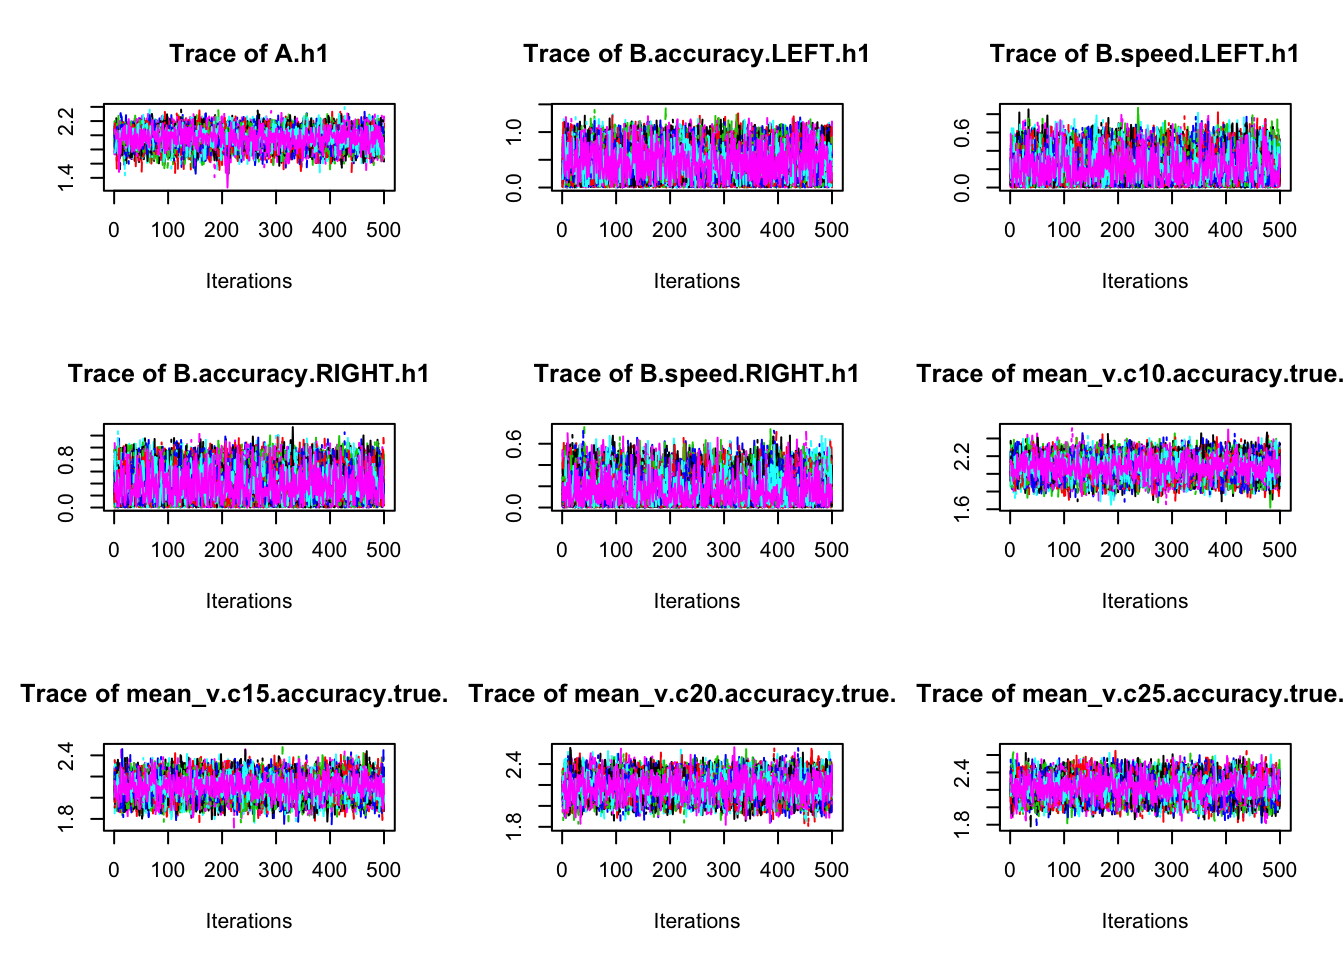 Trace of A.h1
2.2
1.4
0 100 200 300 400 500
Iterations
Trace of B.accuracy.LEFT.h1
1.0
0.0
0 100 200 300 400 500
Iterations
Trace of B.speed.LEFT.h1
0.6
0.0
0 100 200 300 400 500
Iterations
Trace of B.accuracy.RIGHT.h1
0.8
0.0
0 100 200 300 400 500
Iterations
Trace of B.speed.RIGHT.h1
0.6
0.0
0 100 200 300 400 500
Iterations
Trace of mean_v.c10.accuracy.true.
2.2
1.6
0 100 200 300 400 500
Iterations
Trace of mean_v.c15.accuracy.true.
2.4
1.8
0 100 200 300 400 500
Iterations
Trace of mean_v.c20.accuracy.true.
2.4
1.8
0 100 200 300 400 500
Iterations
Trace of mean_v.c25.accuracy.true.
2.4
1.8
0 100 200 300 400 500
Iterations